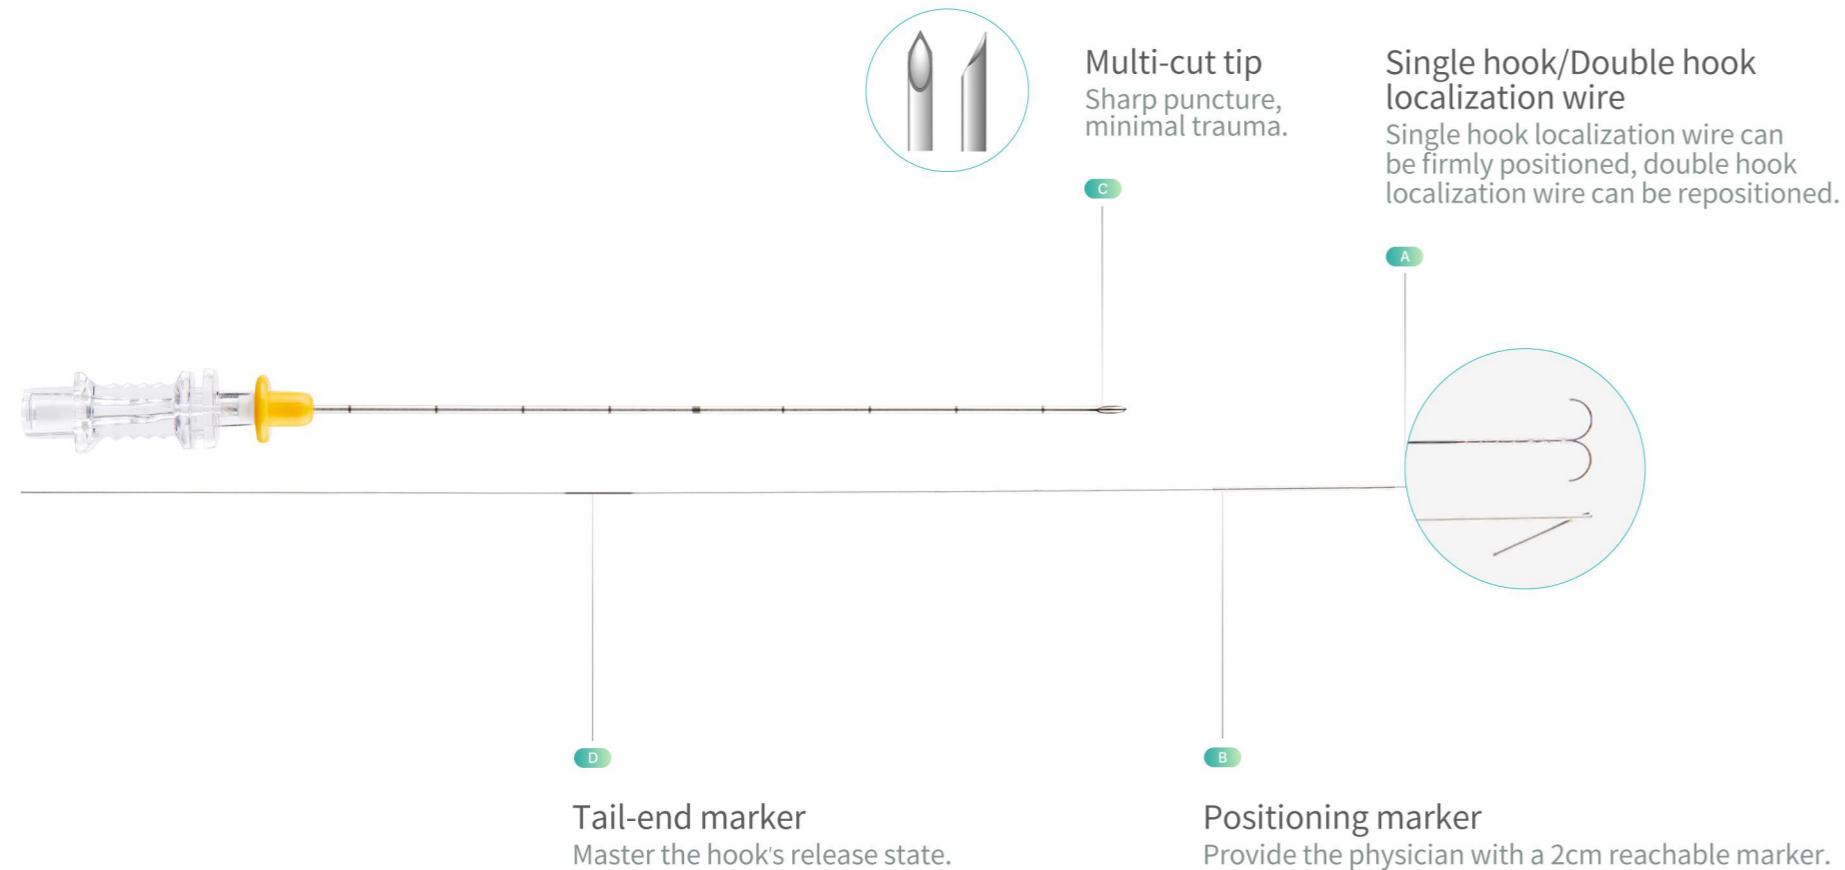 Multi-cut tip
Sharp puncture,
minimal trauma.
C
Single hook/Double hook
localization wire
Single hook localization wire can
be firmly positioned, double hook
localization wire can be repositioned.
A
D
Tail-end marker
Master the hook's release state.
B
Positioning marker
Provide the physician with a 2cm reachable marker.